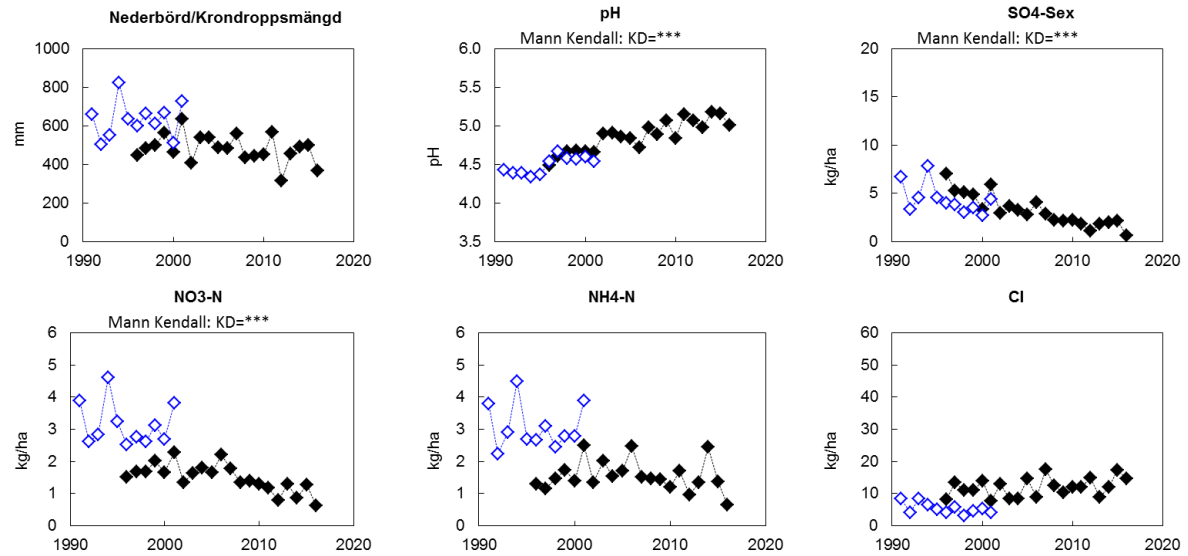 Nederbörd/Krondroppsmängd
1000
800
600
400
200
0
mm
1990 2000 2010 2020
pH
Mann Kendall: KD=***
6.0
5.5
5.0
4.5
4.0
3.5
pH
1990 2000 2010 2020
SO4-Sex
Mann Kendall: KD=***
20
15
10
5
0
kg/ha
1990 2000 2010 2020
NO3-N
Mann Kendall: KD=***
6
5
4
3
2
1
0
kg/ha
1990 2000 2010 2020
NH4-N
6
5
4
3
2
1
0
kg/ha
1990 2000 2010 2020
Cl
60
50
40
30
20
10
0
kg/ha
1990 2000 2010 2020